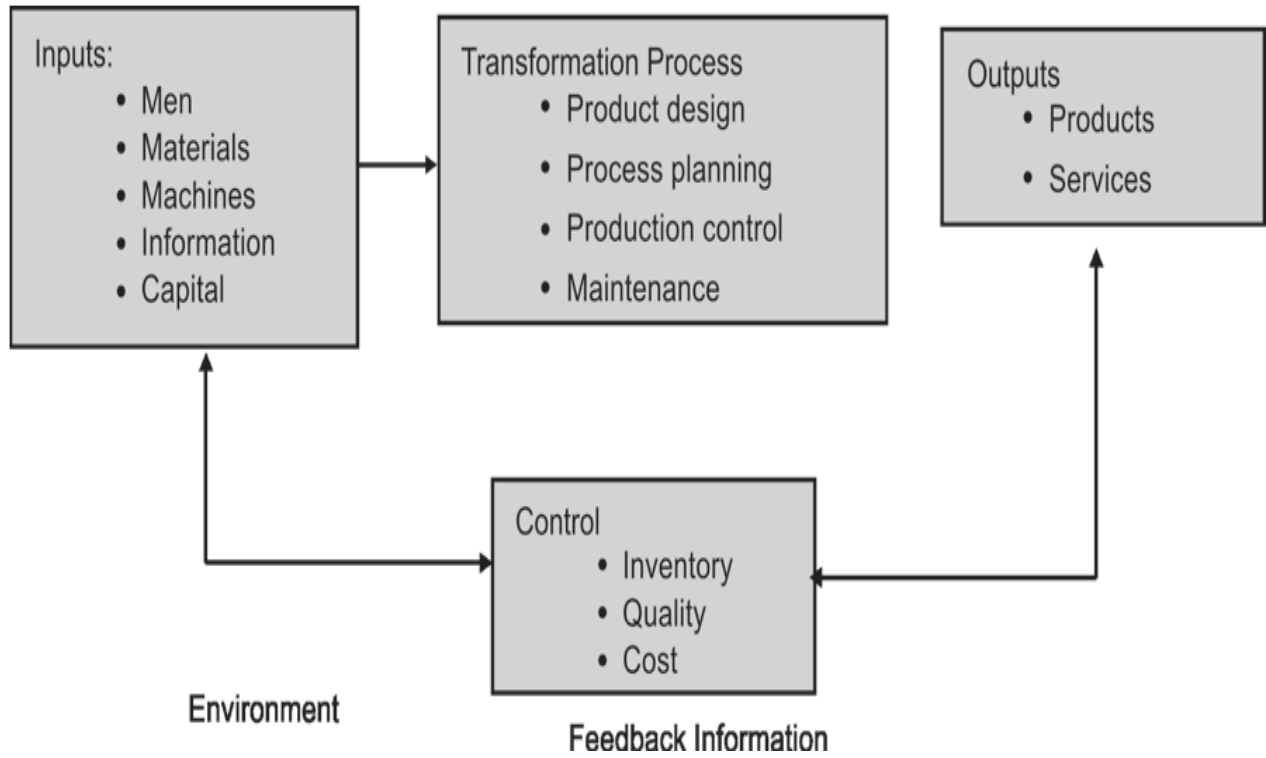 Inputs:
• Men
• Materials
• Machines
• Information
• Capital
Transformation Process
• Product design
• Process planning
• Production control
• Maintenance
Outputs
• Products
• Services
Control
• Inventory
• Quality
• Cost
Environment
Feedback Information